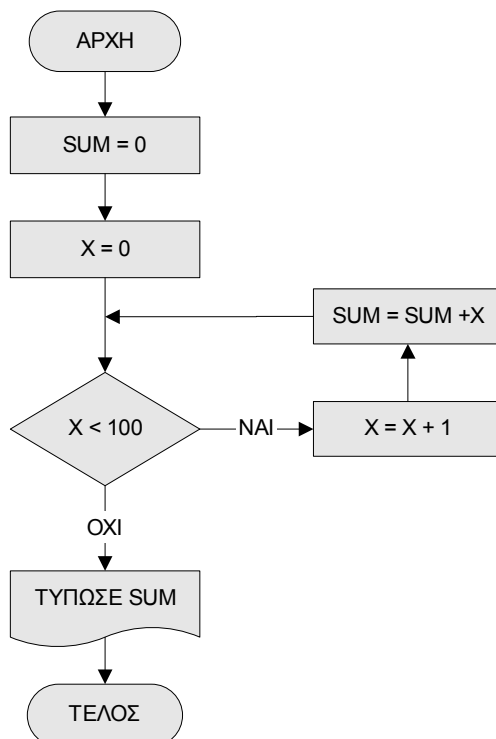 ΑΡΧΗ
SUM = 0
X = 0
SUM = SUM +X
X < 100
ΝΑΙ
X = X + 1
ΟΧΙ
ΤΥΠΩΣΕ SUM
ΤΕΛΟΣ